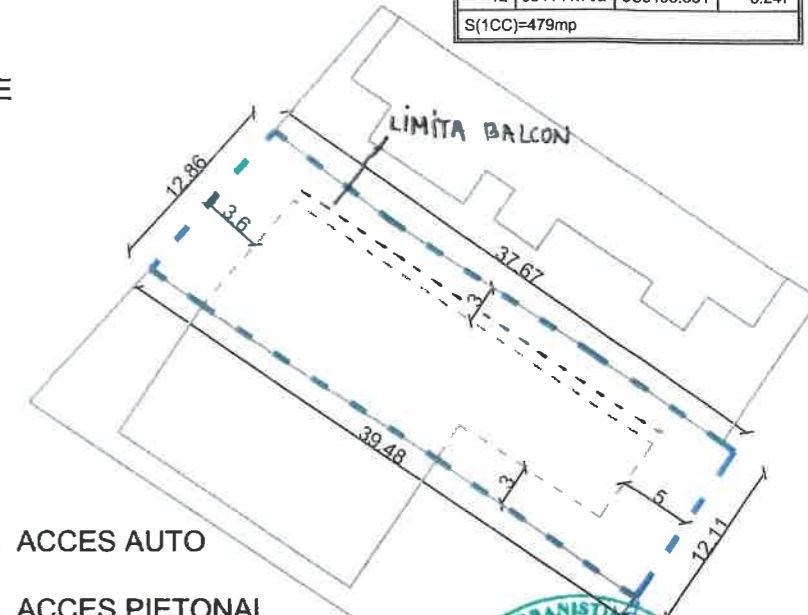 S(1CC)=479mp
LIMITA BALCON
12.86
3.6
37.67
3
39.48
3
5
12.11
ACCES AUTO
ACCES PIETONAL